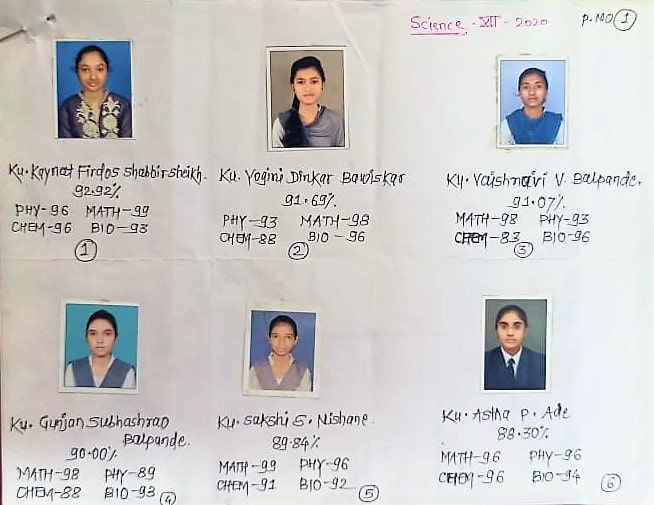 Science - XII - 2020
P.NO 1
Ku. Kaynat Firdos Shabbir Sheikh.
92.92%
PHY-96 MATH-99
CHEM-96 BIO-93
1
Ku. Yogini Dinkar Baviskar
91.69%
PHY-93 MATH-98
CHEM-88 BIO-96
2
Ku. Vaishnavi V Balpande.
91.07%
MATH-98 PHY-93
CHEM-83 BIO-96
3
Ku. Gunjan Subhashrao
Balpande.
90.00%
MATH-98 PHY-89
CHEM-88 BIO-93
4
Ku. Sakshi S. Nishane.
89.84%
MATH-99 PHY-96
CHEM-91 BIO-92
5
Ku. Astha P. Ade
88.30%
MATH-96 PHY-96
CHEM-96 BIO-94
6